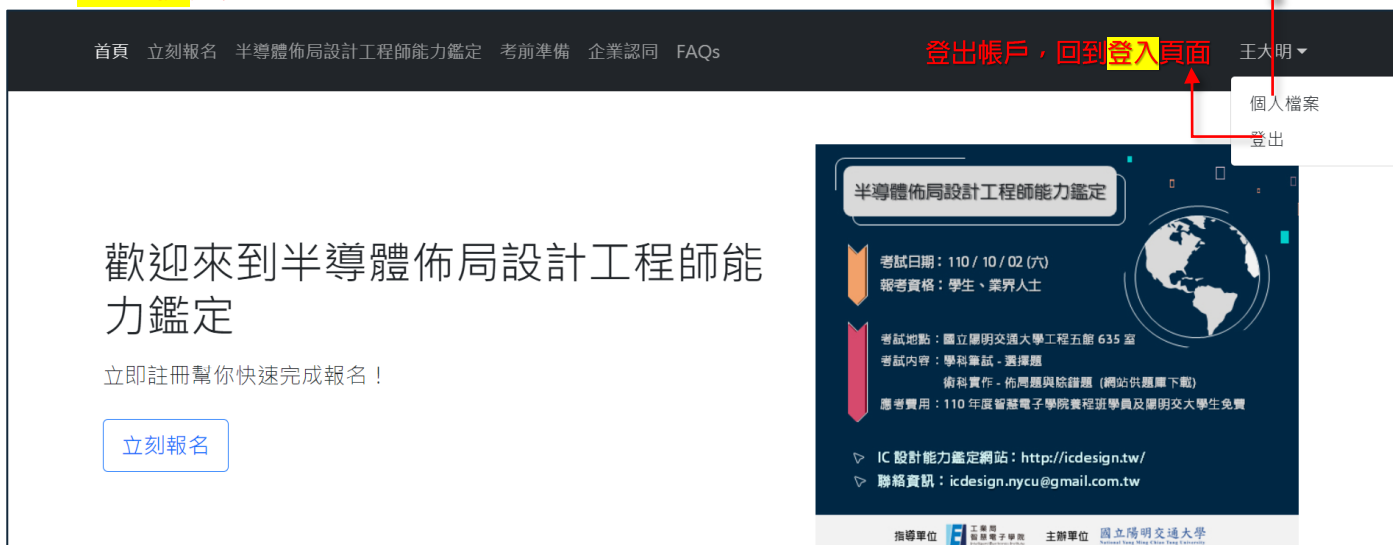 首頁 立刻報名 半導體佈局設計工程師能力鑑定 考前準備 企業認同 FAQs
登出帳戶，回到登入頁面
王大明
個人檔案
登出
歡迎來到半導體佈局設計工程師能
力鑑定
立即註冊幫你快速完成報名！
立刻報名
半導體佈局設計工程師能力鑑定
考試日期：110 / 10 / 02 (六)
報考資格：學生、業界人士
考試地點：國立陽明交通大學工程五館 635 室
考試內容：學科筆試 - 選擇題
術科實作 - 佈局題與除錯題 (網站供題庫下載)
應考費用：110 年度智慧電子學院養程班學員及陽明交大學生免費
IC 設計能力鑑定網站：http://icdesign.tw/
聯絡資訊：icdesign.nycu@gmail.com.tw
指導單位 工業局 智慧電子學院 主辦單位 國立陽明交通大學